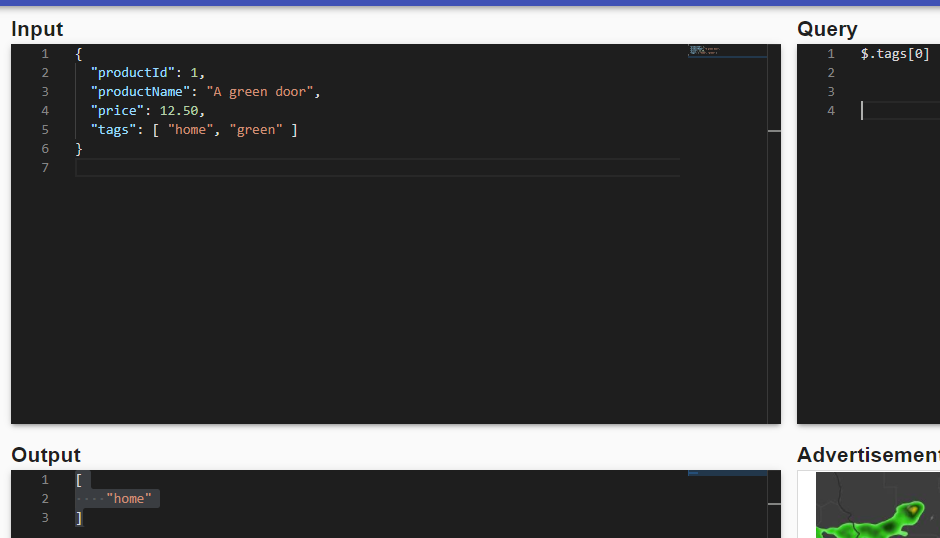 Input
1 {
2   "productId": 1,
3   "productName": "A green door",
4   "price": 12.50,
5   "tags": [ "home", "green" ]
6 }
7
Query
1 $.tags[0]
2
3
4
Output
1 [
2 ····"home"
3 ]
Advertisement